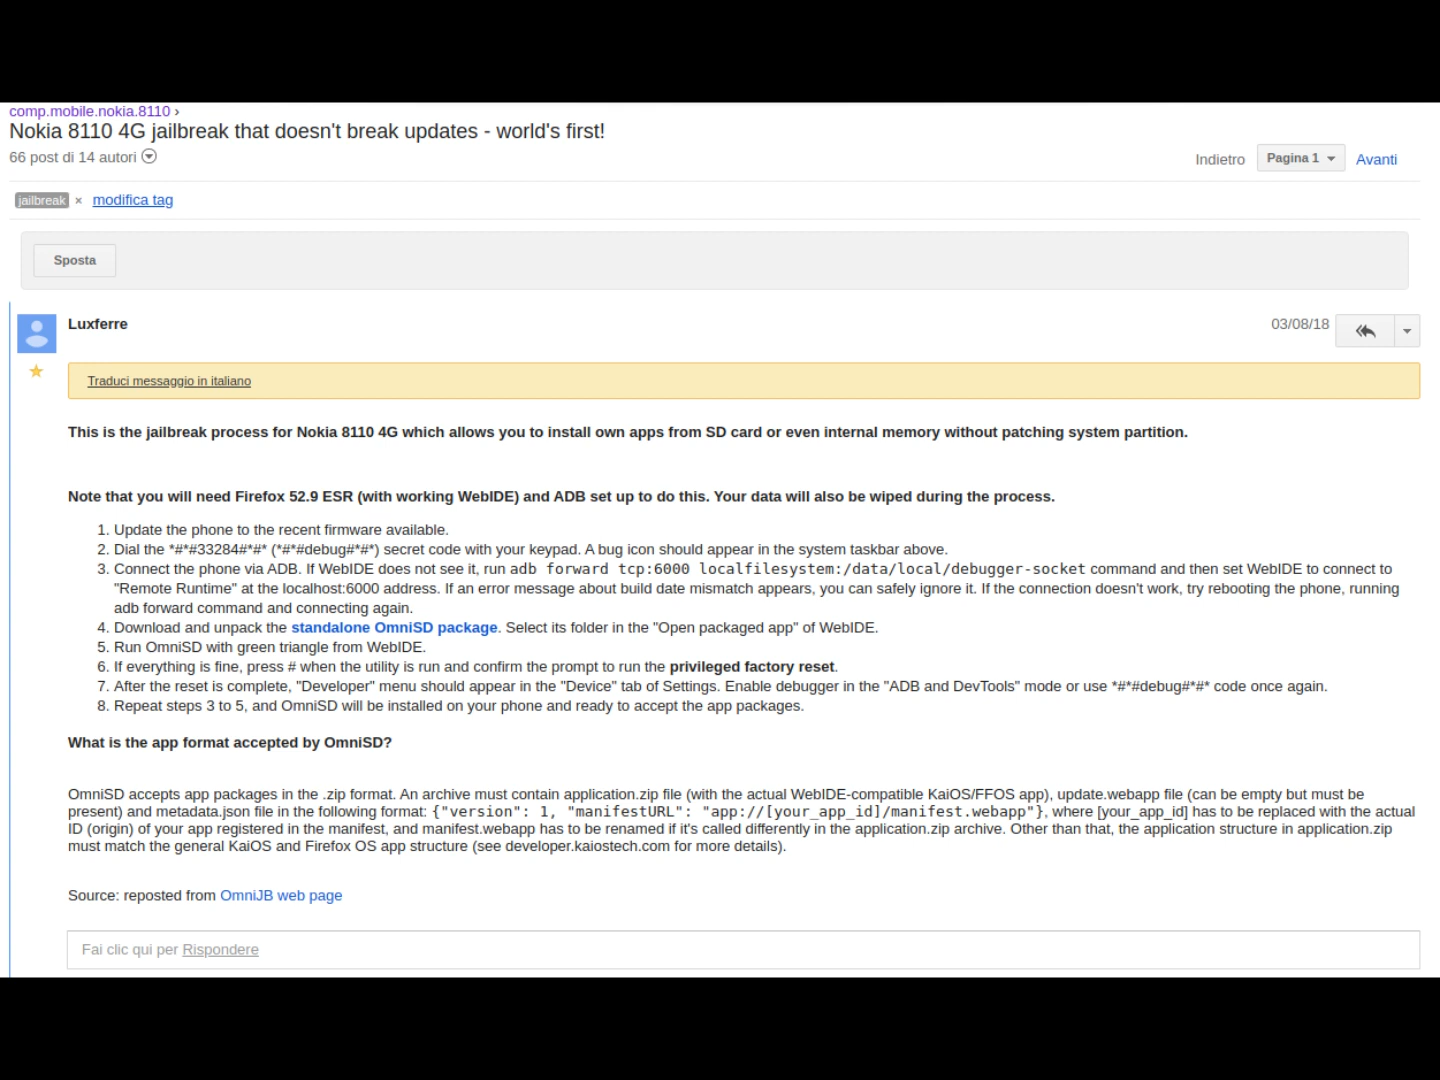 comp.mobile.nokia.8110 ›
Nokia 8110 4G jailbreak that doesn't break updates - world's first!
66 post di 14 autori
Indietro Pagina 1 Avanti
jailbreak × modifica tag
Sposta
Luxferre 03/08/18
Traduci messaggio in italiano
This is the jailbreak process for Nokia 8110 4G which allows you to install own apps from SD card or even internal memory without patching system partition.
Note that you will need Firefox 52.9 ESR (with working WebIDE) and ADB set up to do this. Your data will also be wiped during the process.
1. Update the phone to the recent firmware available.
2. Dial the *#*#33284#*#* (*#*#debug#*#*) secret code with your keypad. A bug icon should appear in the system taskbar above.
3. Connect the phone via ADB. If WebIDE does not see it, run adb forward tcp:6000 localfilesystem:/data/local/debugger-socket command and then set WebIDE to connect to
"Remote Runtime" at the localhost:6000 address. If an error message about build date mismatch appears, you can safely ignore it. If the connection doesn't work, try rebooting the phone, running
adb forward command and connecting again.
4. Download and unpack the standalone OmniSD package. Select its folder in the "Open packaged app" of WebIDE.
5. Run OmniSD with green triangle from WebIDE.
6. If everything is fine, press # when the utility is run and confirm the prompt to run the privileged factory reset.
7. After the reset is complete, "Developer" menu should appear in the "Device" tab of Settings. Enable debugger in the "ADB and DevTools" mode or use *#*#debug#*#* code once again.
8. Repeat steps 3 to 5, and OmniSD will be installed on your phone and ready to accept the app packages.
What is the app format accepted by OmniSD?
OmniSD accepts app packages in the .zip format. An archive must contain application.zip file (with the actual WebIDE-compatible KaiOS/FFOS app), update.webapp file (can be empty but must be
present) and metadata.json file in the following format: {"version": 1, "manifestURL": "app://[your_app_id]/manifest.webapp"}, where [your_app_id] has to be replaced with the actual
ID (origin) of your app registered in the manifest, and manifest.webapp has to be renamed if it's called differently in the application.zip archive. Other than that, the application structure in application.zip
must match the general KaiOS and Firefox OS app structure (see developer.kaiostech.com for more details).
Source: reposted from OmniJB web page
Fai clic qui per Rispondere